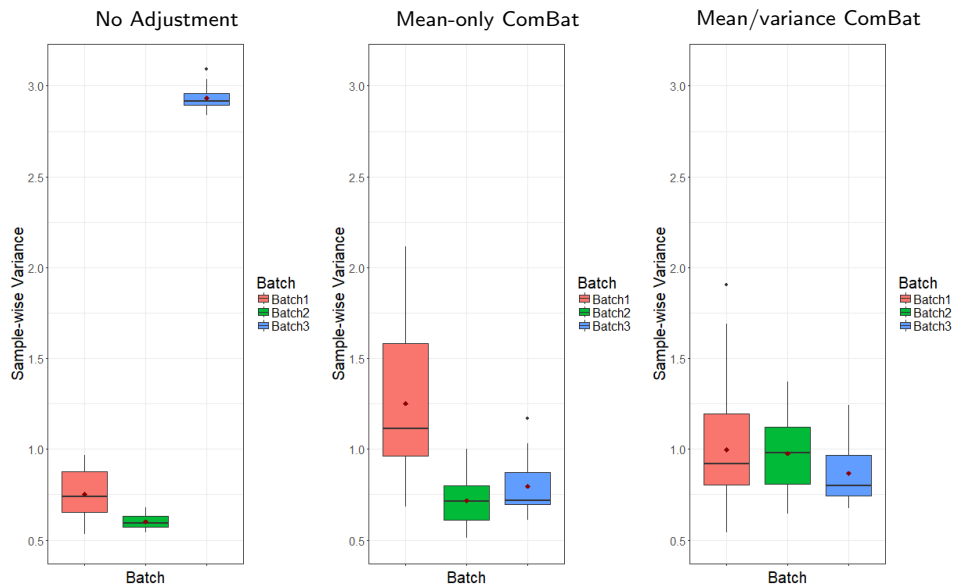 No Adjustment
Mean-only ComBat
Mean/variance ComBat
3.0
2.5
2.0
1.5
1.0
0.5
Sample-wise Variance
Batch
Batch
Batch1
Batch2
Batch3
3.0
2.5
2.0
1.5
1.0
0.5
Sample-wise Variance
Batch
Batch
Batch1
Batch2
Batch3
3.0
2.5
2.0
1.5
1.0
0.5
Sample-wise Variance
Batch
Batch
Batch1
Batch2
Batch3